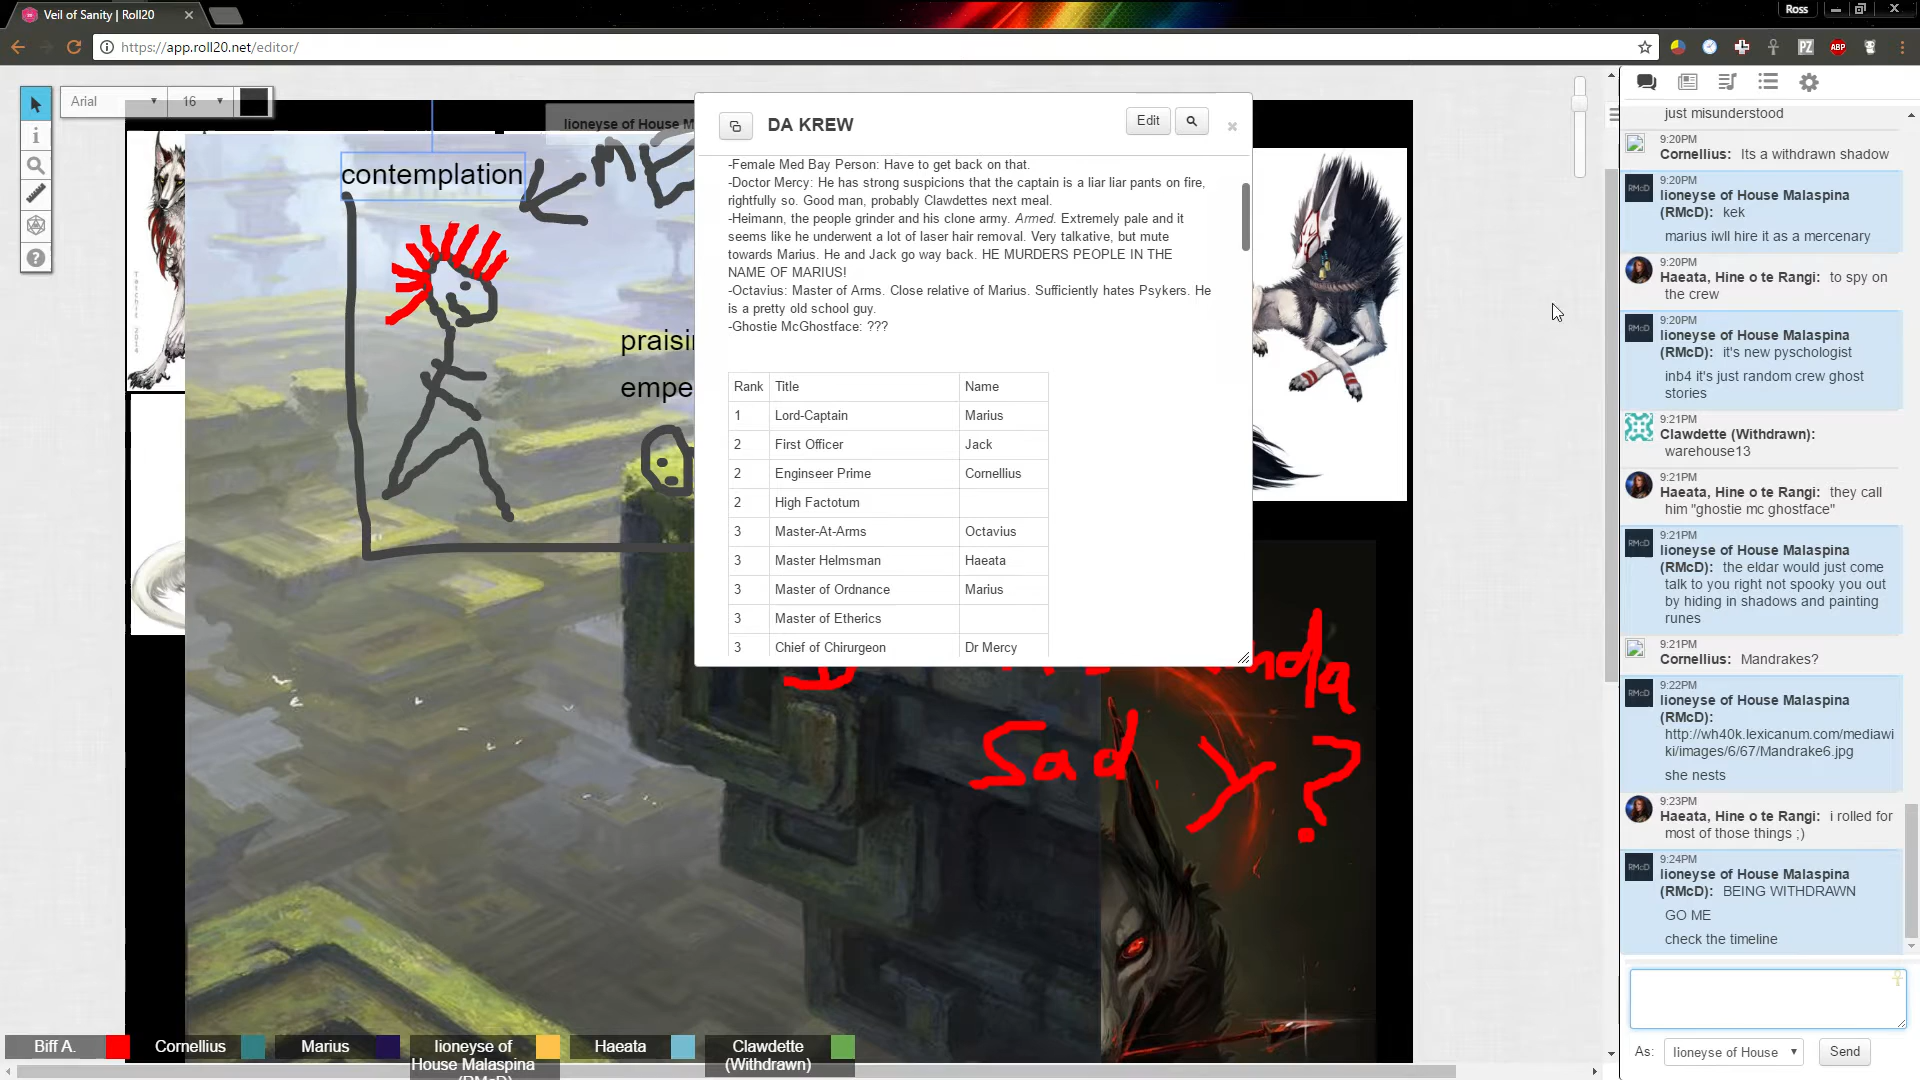 Veil of Sanity | Roll20
Ross
https://app.roll20.net/editor/
PZ
ABP
Arial
16
contemplation
ME
lioneyse of House M
praisi
empe
DA KREW
Edit
-Female Med Bay Person: Have to get back on that.
-Doctor Mercy: He has strong suspicions that the captain is a liar liar pants on fire,
rightfully so. Good man, probably Clawdettes next meal.
-Heimann, the people grinder and his clone army. Armed. Extremely pale and it
seems like he underwent a lot of laser hair removal. Very talkative, but mute
towards Marius. He and Jack go way back. HE MURDERS PEOPLE IN THE
NAME OF MARIUS!
-Octavius: Master of Arms. Close relative of Marius. Sufficiently hates Psykers. He
is a pretty old school guy.
-Ghostie McGhostface: ???
Rank Title Name
1 Lord-Captain Marius
2 First Officer Jack
2 Enginseer Prime Cornellius
2 High Factotum
3 Master-At-Arms Octavius
3 Master Helmsman Haeata
3 Master of Ordnance Marius
3 Master of Etherics
3 Chief of Chirurgeon Dr Mercy
nda
Sad. Y?
just misunderstood
9:20PM
Cornellius: Its a withdrawn shadow
RMcD
9:20PM
lioneyse of House Malaspina
(RMcD): kek
marius iwll hire it as a mercenary
9:20PM
Haeata, Hine o te Rangi: to spy on
the crew
RMcD
9:20PM
lioneyse of House Malaspina
(RMcD): it's new pyschologist
inb4 it's just random crew ghost
stories
9:21PM
Clawdette (Withdrawn):
warehouse13
9:21PM
Haeata, Hine o te Rangi: they call
him "ghostie mc ghostface"
RMcD
9:21PM
lioneyse of House Malaspina
(RMcD): the eldar would just come
talk to you right not spooky you out
by hiding in shadows and painting
runes
9:21PM
Cornellius: Mandrakes?
RMcD
9:22PM
lioneyse of House Malaspina
(RMcD):
http://wh40k.lexicanum.com/mediawi
ki/images/6/67/Mandrake6.jpg
she nests
9:23PM
Haeata, Hine o te Rangi: i rolled for
most of those things ;)
RMcD
9:24PM
lioneyse of House Malaspina
(RMcD): BEING WITHDRAWN
GO ME
check the timeline
As: lioneyse of House
Send
Biff A.
Cornellius
Marius
lioneyse of
House Malaspina
(RMcD)
Haeata
Clawdette
(Withdrawn)